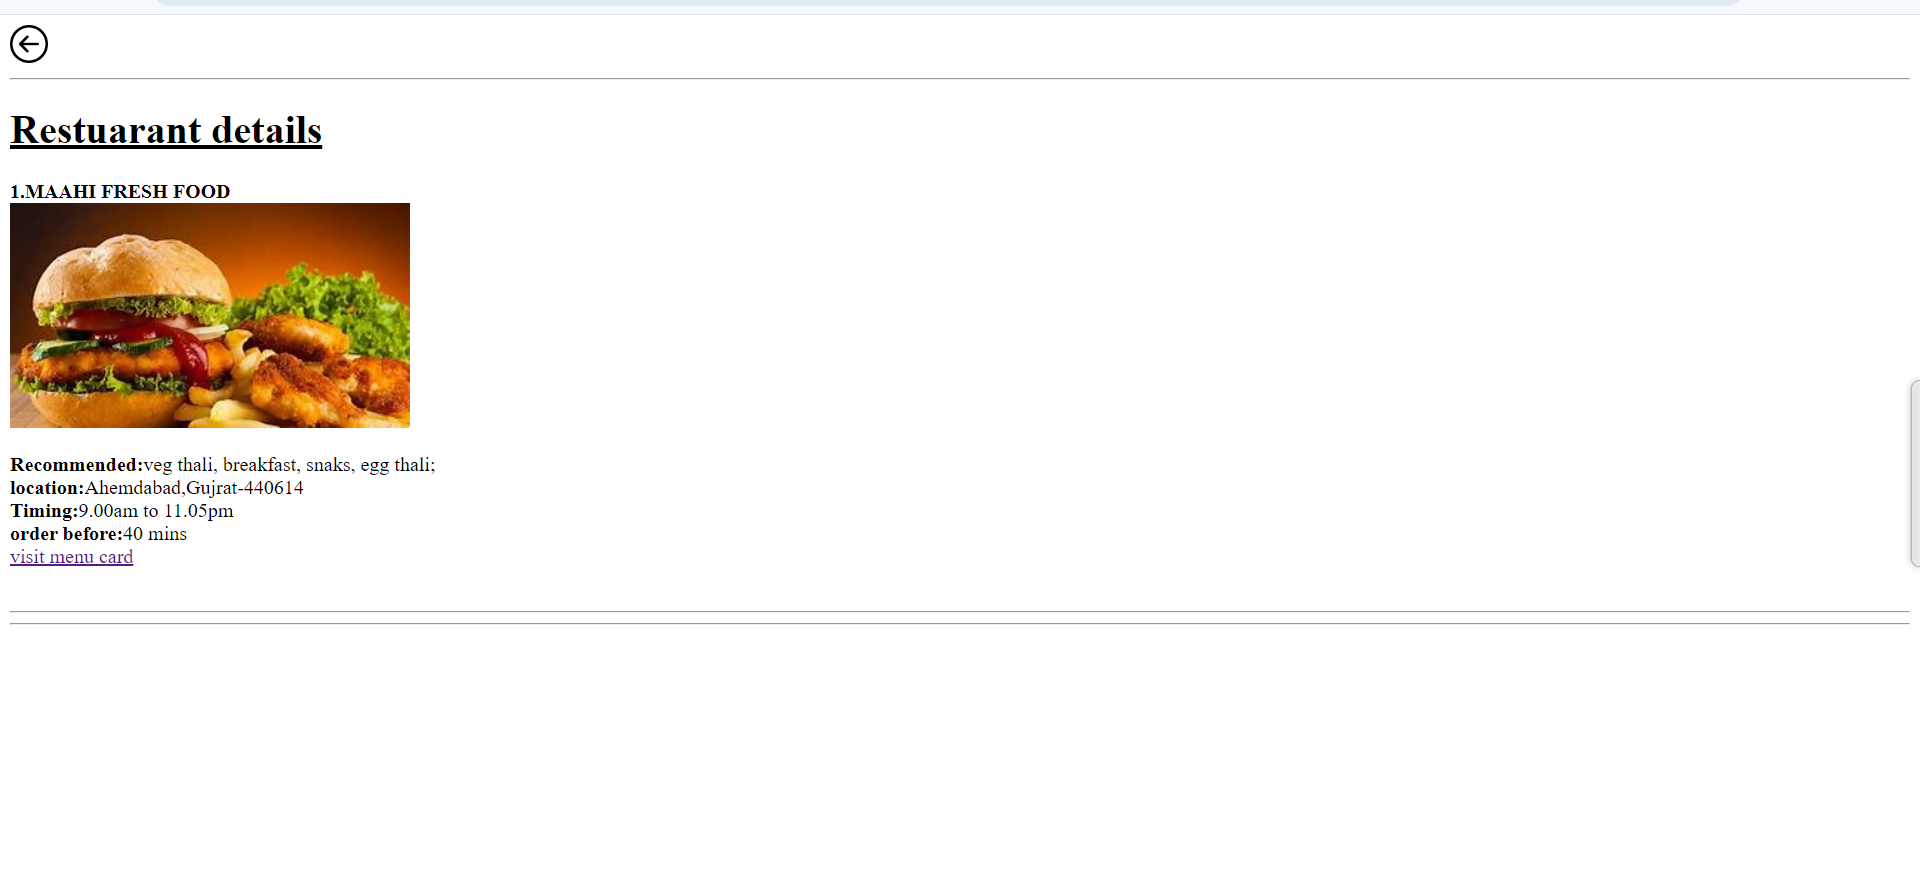 Restuarant details
1.MAAHI FRESH FOOD
Recommended:veg thali, breakfast, snaks, egg thali;
location:Ahemdabad,Gujrat-440614
Timing:9.00am to 11.05pm
order before:40 mins
visit menu card